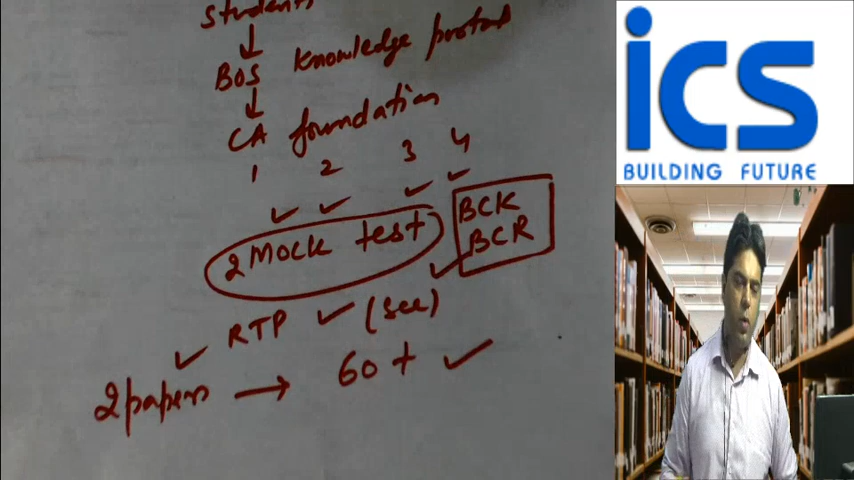 students
BOS knowledge portal
CA foundation
1 2 3 4
2 Mock test
BCK
BCR
RTP (see)
2 papers → 60+
ics
BUILDING FUTURE